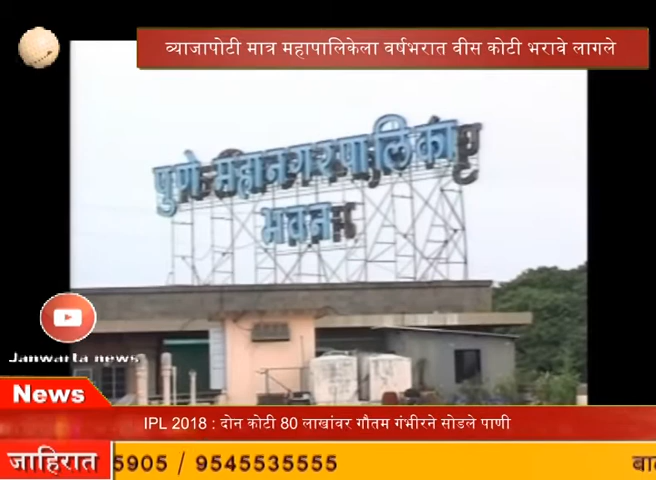 व्याजापोटी मात्र महापालिकेला वर्षभरात वीस कोटी भरावे लागले
पुणे महानगरपालिका
भवन
Janwarta news
News
IPL 2018 : दोन कोटी 80 लाखांवर गौतम गंभीरने सोडले पाणी
जाहिरात 5905 / 9545535555